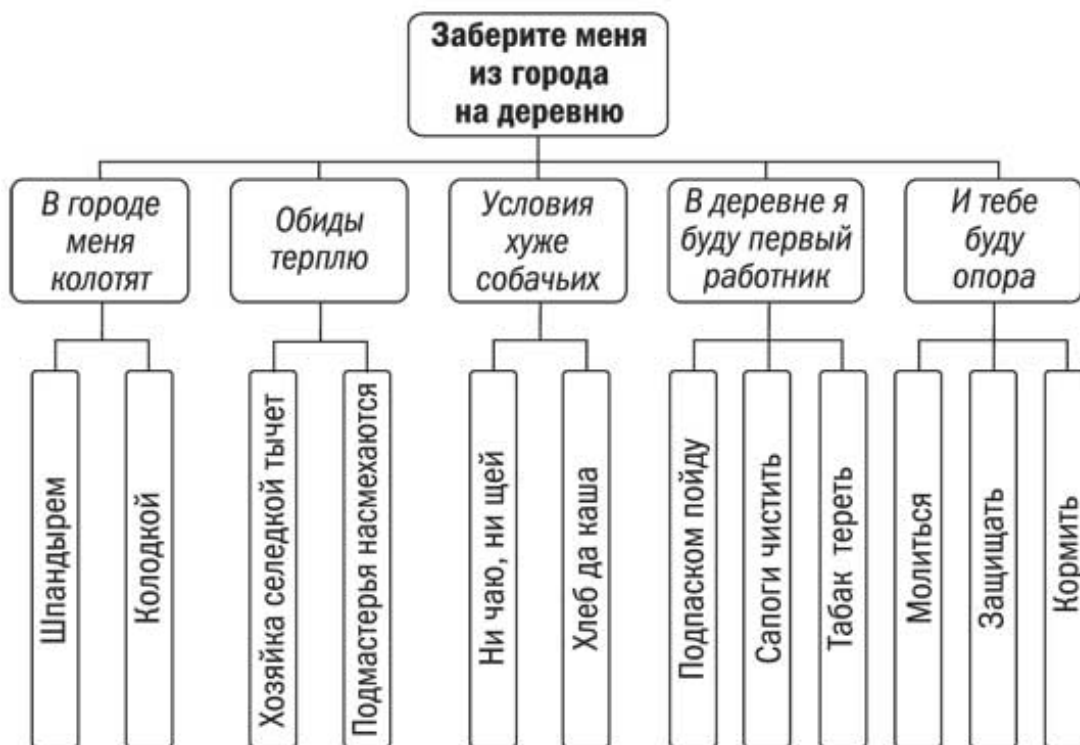 Заберите меня
из города
на деревню
В городе
меня
колотят
Обиды
терплю
Условия
хуже
собачьих
В деревне я
буду первый
работник
И тебе
буду
опора
Шпандырем
Колодкой
Хозяйка селедкой тычет
Подмастерья насмехаются
Ни чаю, ни щей
Хлеб да каша
Подпаском пойду
Сапоги чистить
Табак тереть
Молиться
Защищать
Кормить